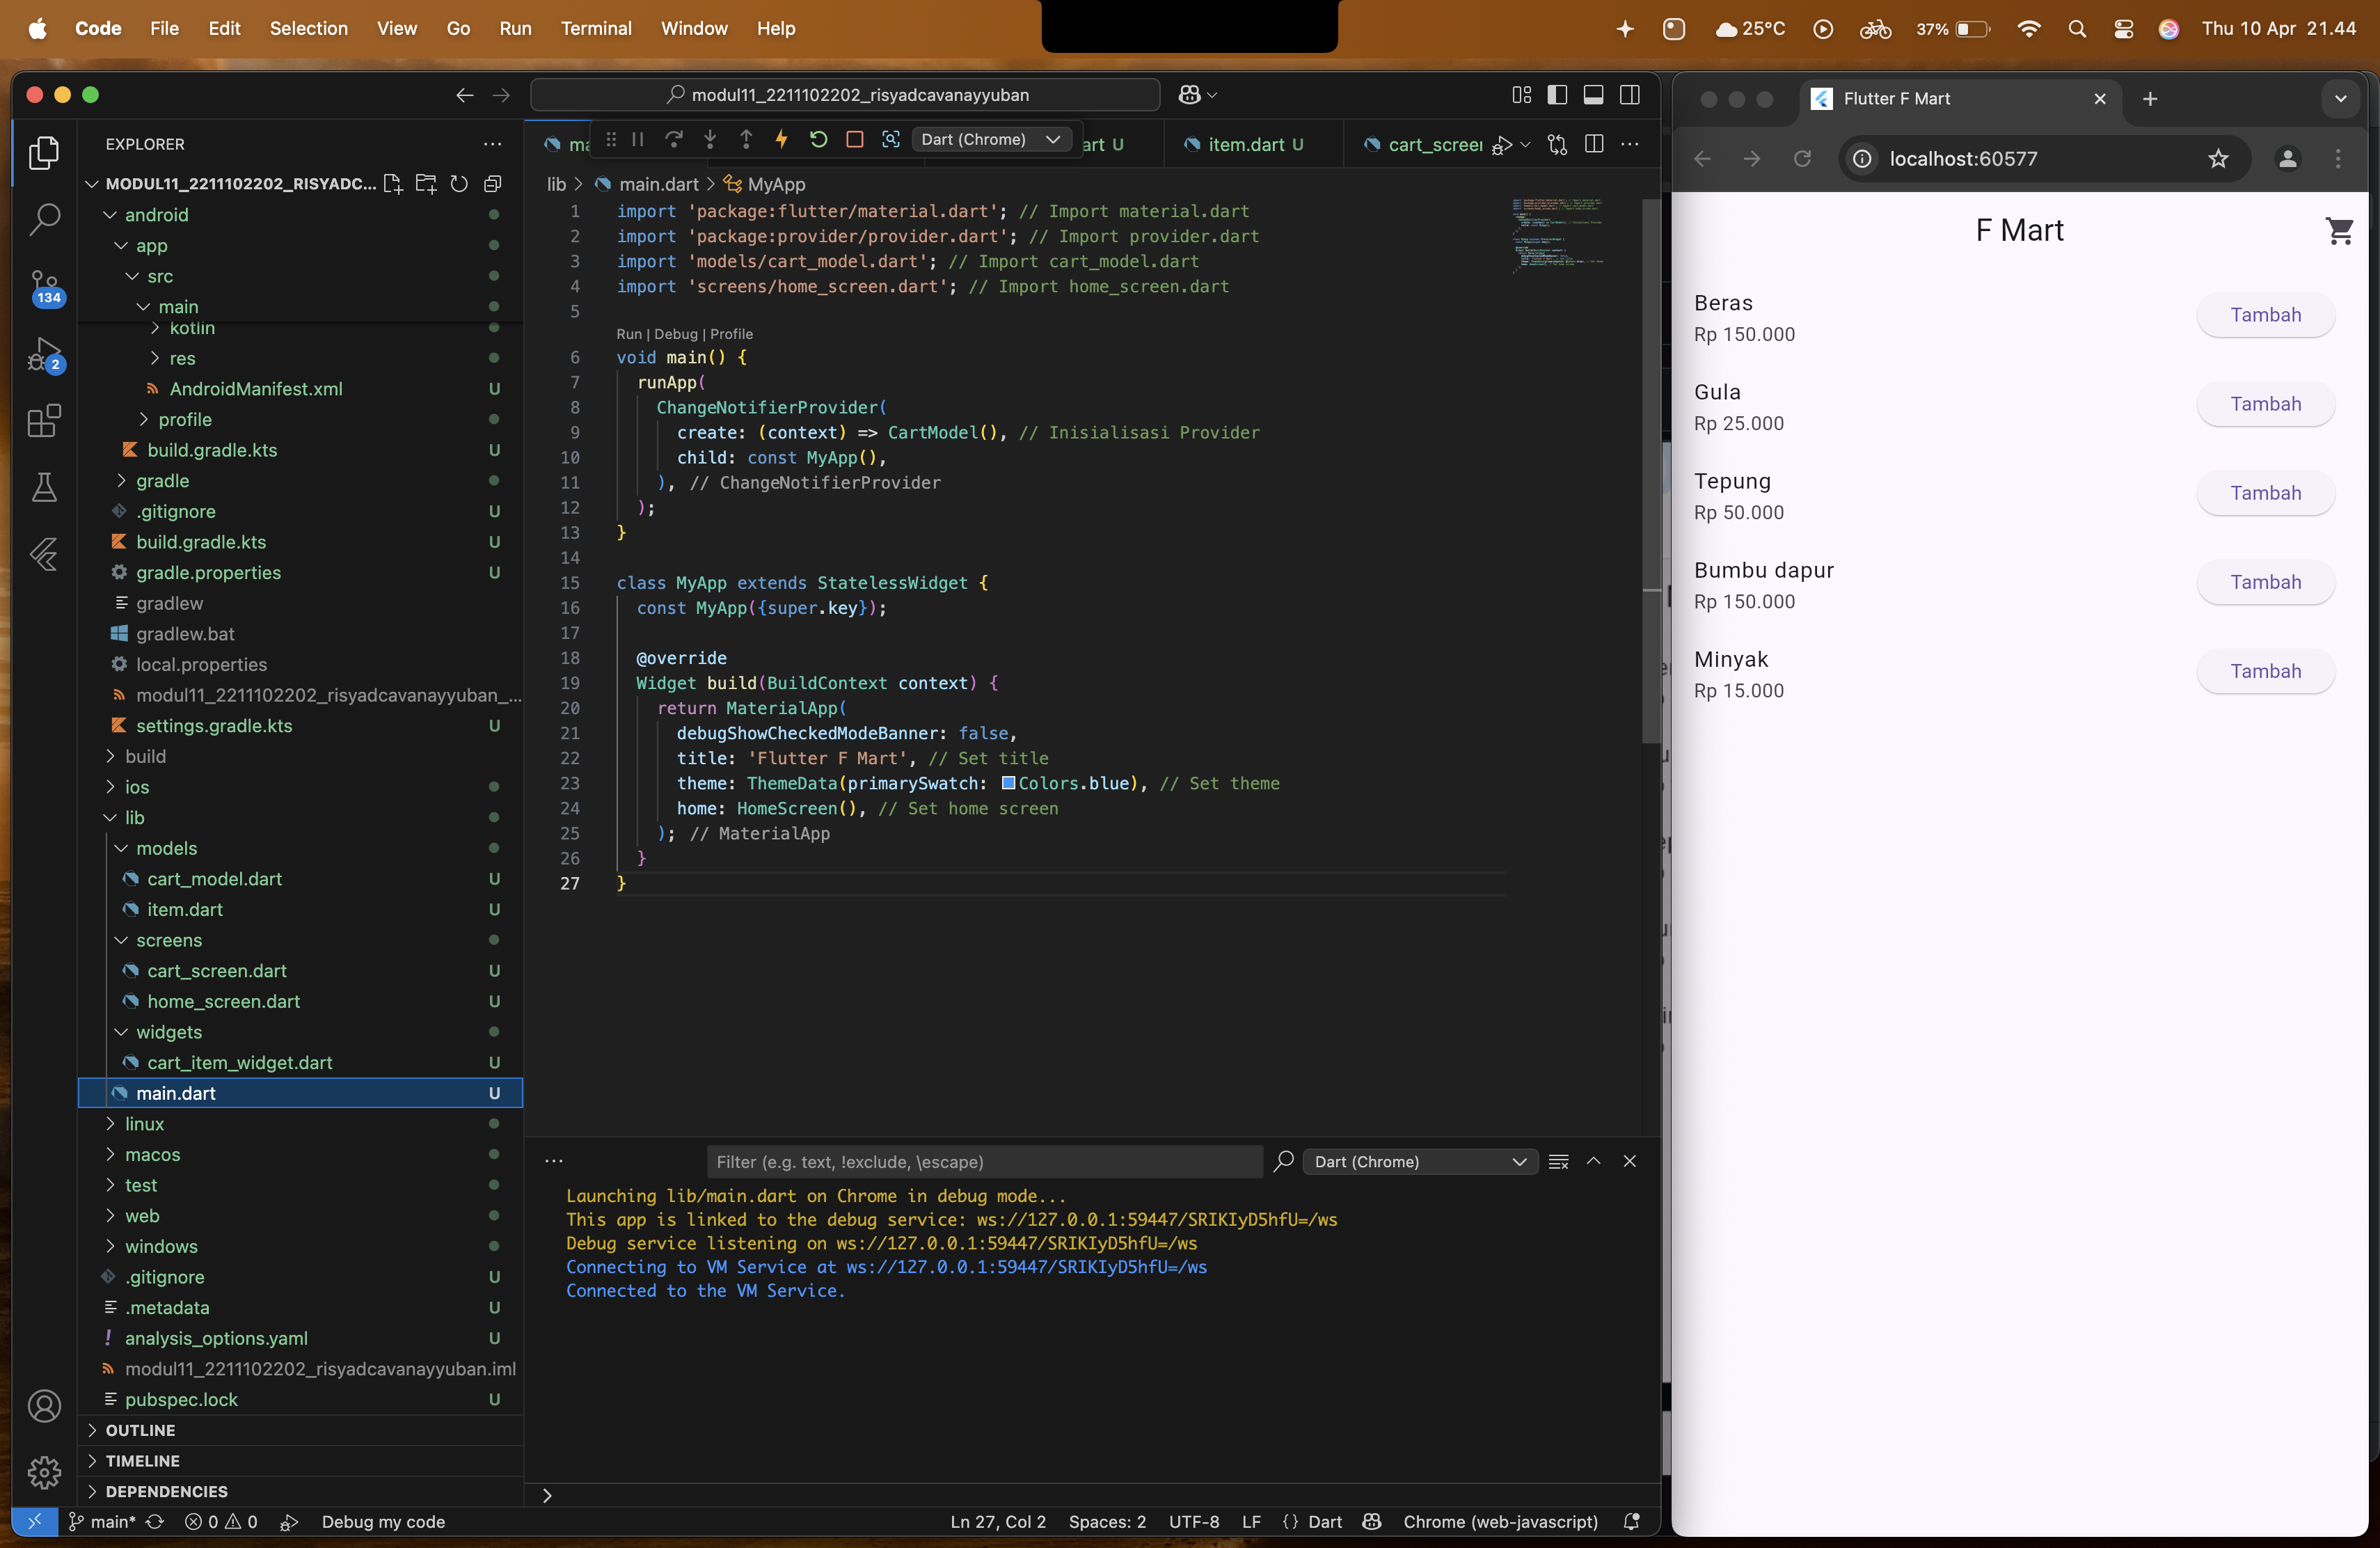 Code File Edit Selection View Go Run Terminal Window Help
25°C 37% Thu 10 Apr 21.44
modul11_2211102202_risyadcavanayyuban
EXPLORER
MODUL11_2211102202_RISYADC...
android
app
src
main
kotlin
res
AndroidManifest.xml U
profile
build.gradle.kts U
gradle
.gitignore U
build.gradle.kts U
gradle.properties U
gradlew
gradlew.bat
local.properties
modul11_2211102202_risyadcavanayyuban_...
settings.gradle.kts U
build
ios
lib
models
cart_model.dart U
item.dart U
screens
cart_screen.dart U
home_screen.dart U
widgets
cart_item_widget.dart U
main.dart U
linux
macos
test
web
windows
.gitignore U
.metadata U
analysis_options.yaml U
modul11_2211102202_risyadcavanayyuban.iml
pubspec.lock U
OUTLINE
TIMELINE
DEPENDENCIES
134
2
ma Dart (Chrome) art U item.dart U cart_screen
lib > main.dart > MyApp
1 import 'package:flutter/material.dart'; // Import material.dart
2 import 'package:provider/provider.dart'; // Import provider.dart
3 import 'models/cart_model.dart'; // Import cart_model.dart
4 import 'screens/home_screen.dart'; // Import home_screen.dart
5
Run | Debug | Profile
6 void main() {
7 runApp(
8 ChangeNotifierProvider(
9 create: (context) => CartModel(), // Inisialisasi Provider
10 child: const MyApp(),
11 ), // ChangeNotifierProvider
12 );
13 }
14
15 class MyApp extends StatelessWidget {
16 const MyApp({super.key});
17
18 @override
19 Widget build(BuildContext context) {
20 return MaterialApp(
21 debugShowCheckedModeBanner: false,
22 title: 'Flutter F Mart', // Set title
23 theme: ThemeData(primarySwatch: Colors.blue), // Set theme
24 home: HomeScreen(), // Set home screen
25 ); // MaterialApp
26 }
27 }
Filter (e.g. text, !exclude, \escape) Dart (Chrome)
Launching lib/main.dart on Chrome in debug mode...
This app is linked to the debug service: ws://127.0.0.1:59447/SRIKIyD5hfU=/ws
Debug service listening on ws://127.0.0.1:59447/SRIKIyD5hfU=/ws
Connecting to VM Service at ws://127.0.0.1:59447/SRIKIyD5hfU=/ws
Connected to the VM Service.
main* 0 0 Debug my code Ln 27, Col 2 Spaces: 2 UTF-8 LF {} Dart Chrome (web-javascript)
Flutter F Mart
localhost:60577
F Mart
Beras
Rp 150.000
Tambah
Gula
Rp 25.000
Tambah
Tepung
Rp 50.000
Tambah
Bumbu dapur
Rp 150.000
Tambah
Minyak
Rp 15.000
Tambah